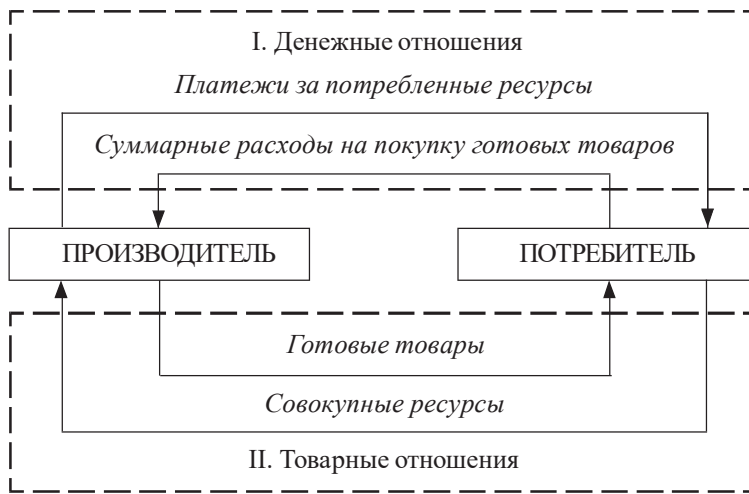 I. Денежные отношения
Платежи за потребленные ресурсы
Суммарные расходы на покупку готовых товаров
ПРОИЗВОДИТЕЛЬ
ПОТРЕБИТЕЛЬ
Готовые товары
Совокупные ресурсы
II. Товарные отношения